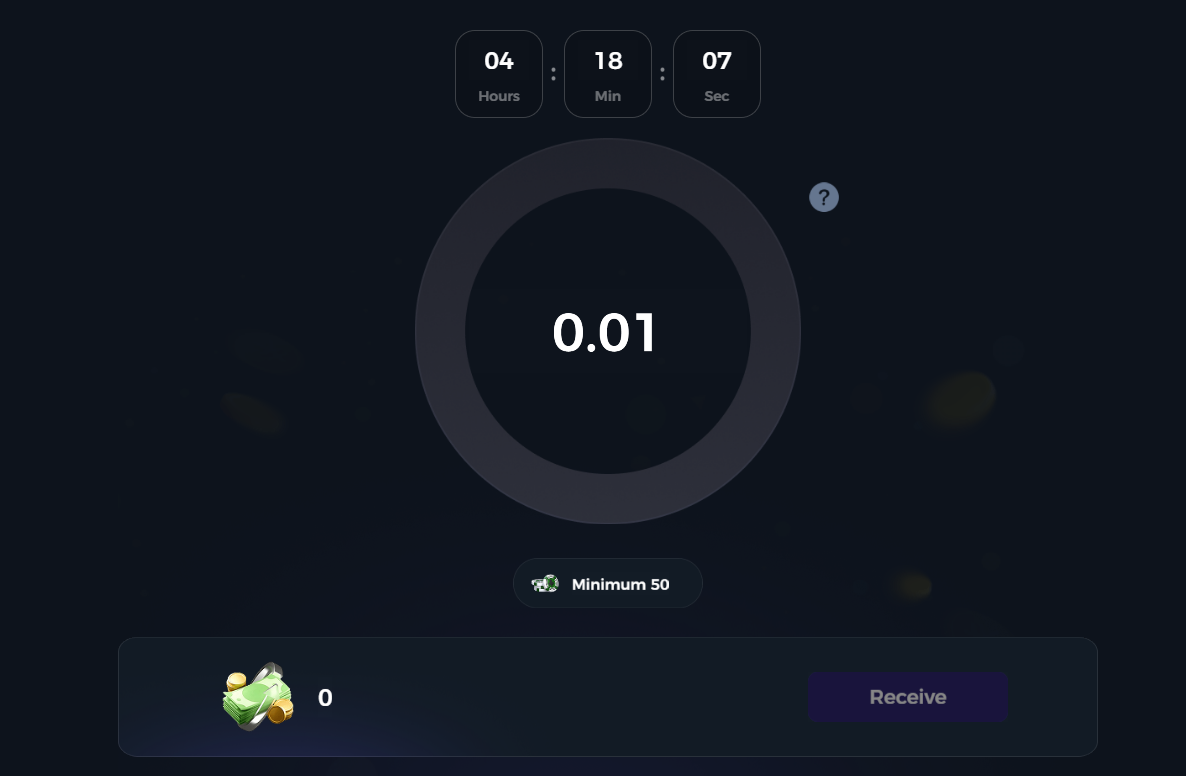 04 : 18 : 07
Hours Min Sec
?
0.01
Minimum 50
0
Receive